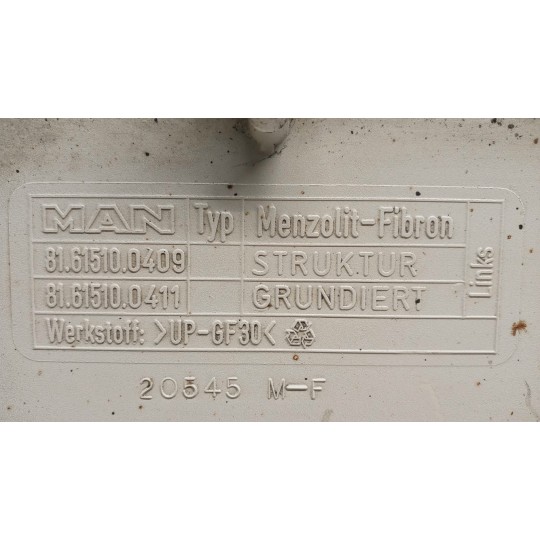 MAN Typ Menzolit-Fibron
81.61510.0409 STRUKTUR
81.61510.0411 GRUNDIERT
Werkstoff: >UP-GF30<
Links
20545 M-F